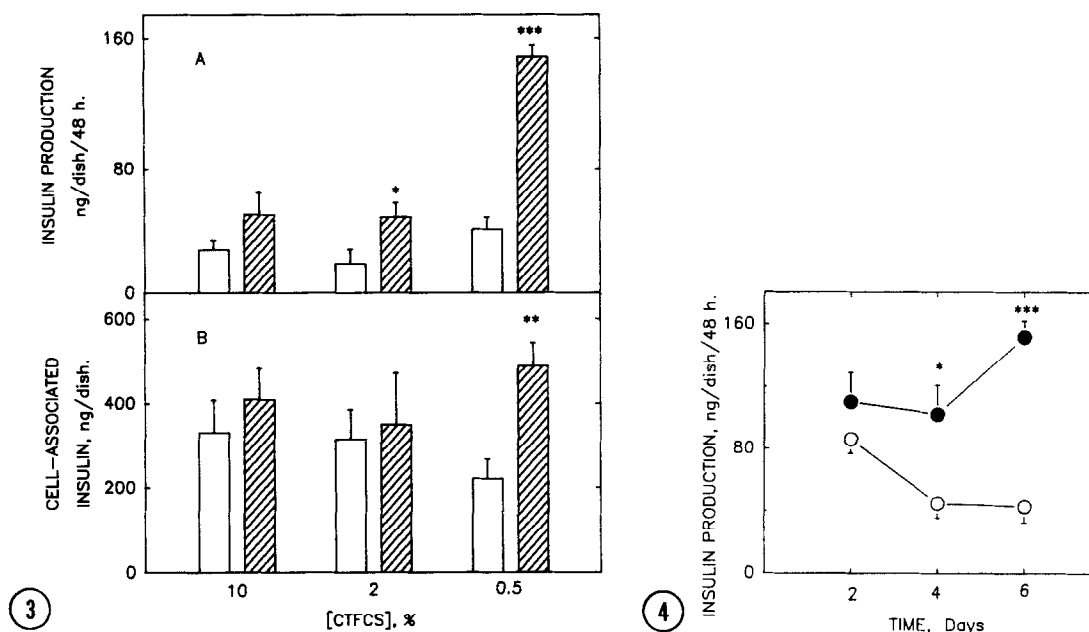 INSULIN PRODUCTION
ng/dish/48 h.
160
80
0
A
*
***
CELL-ASSOCIATED
INSULIN, ng/dish.
600
400
200
0
B
**
10
2
0.5
[CTFCS], %
3
INSULIN PRODUCTION, ng/dish/48 h.
160
80
0
*
***
2
4
6
TIME, Days
4